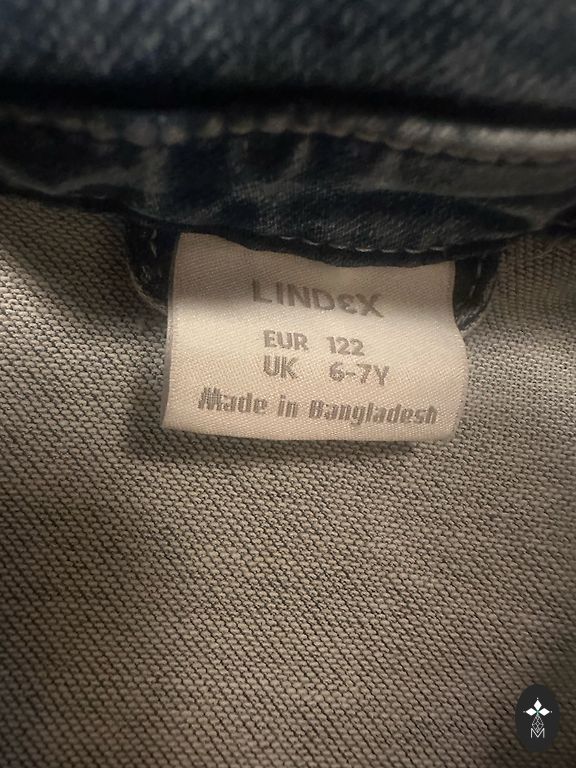 LINDEX
EUR 122
UK 6-7Y
Made in Bangladesh
M